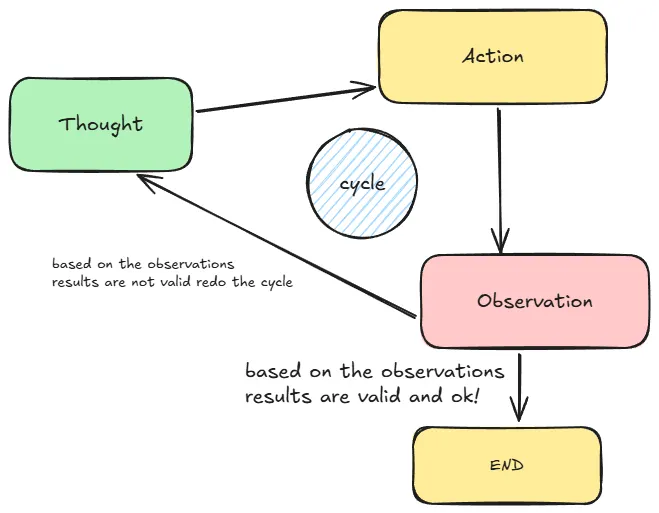 Action
Thought
cycle
based on the observations
results are not valid redo the cycle
Observation
based on the observations
results are valid and ok!
END